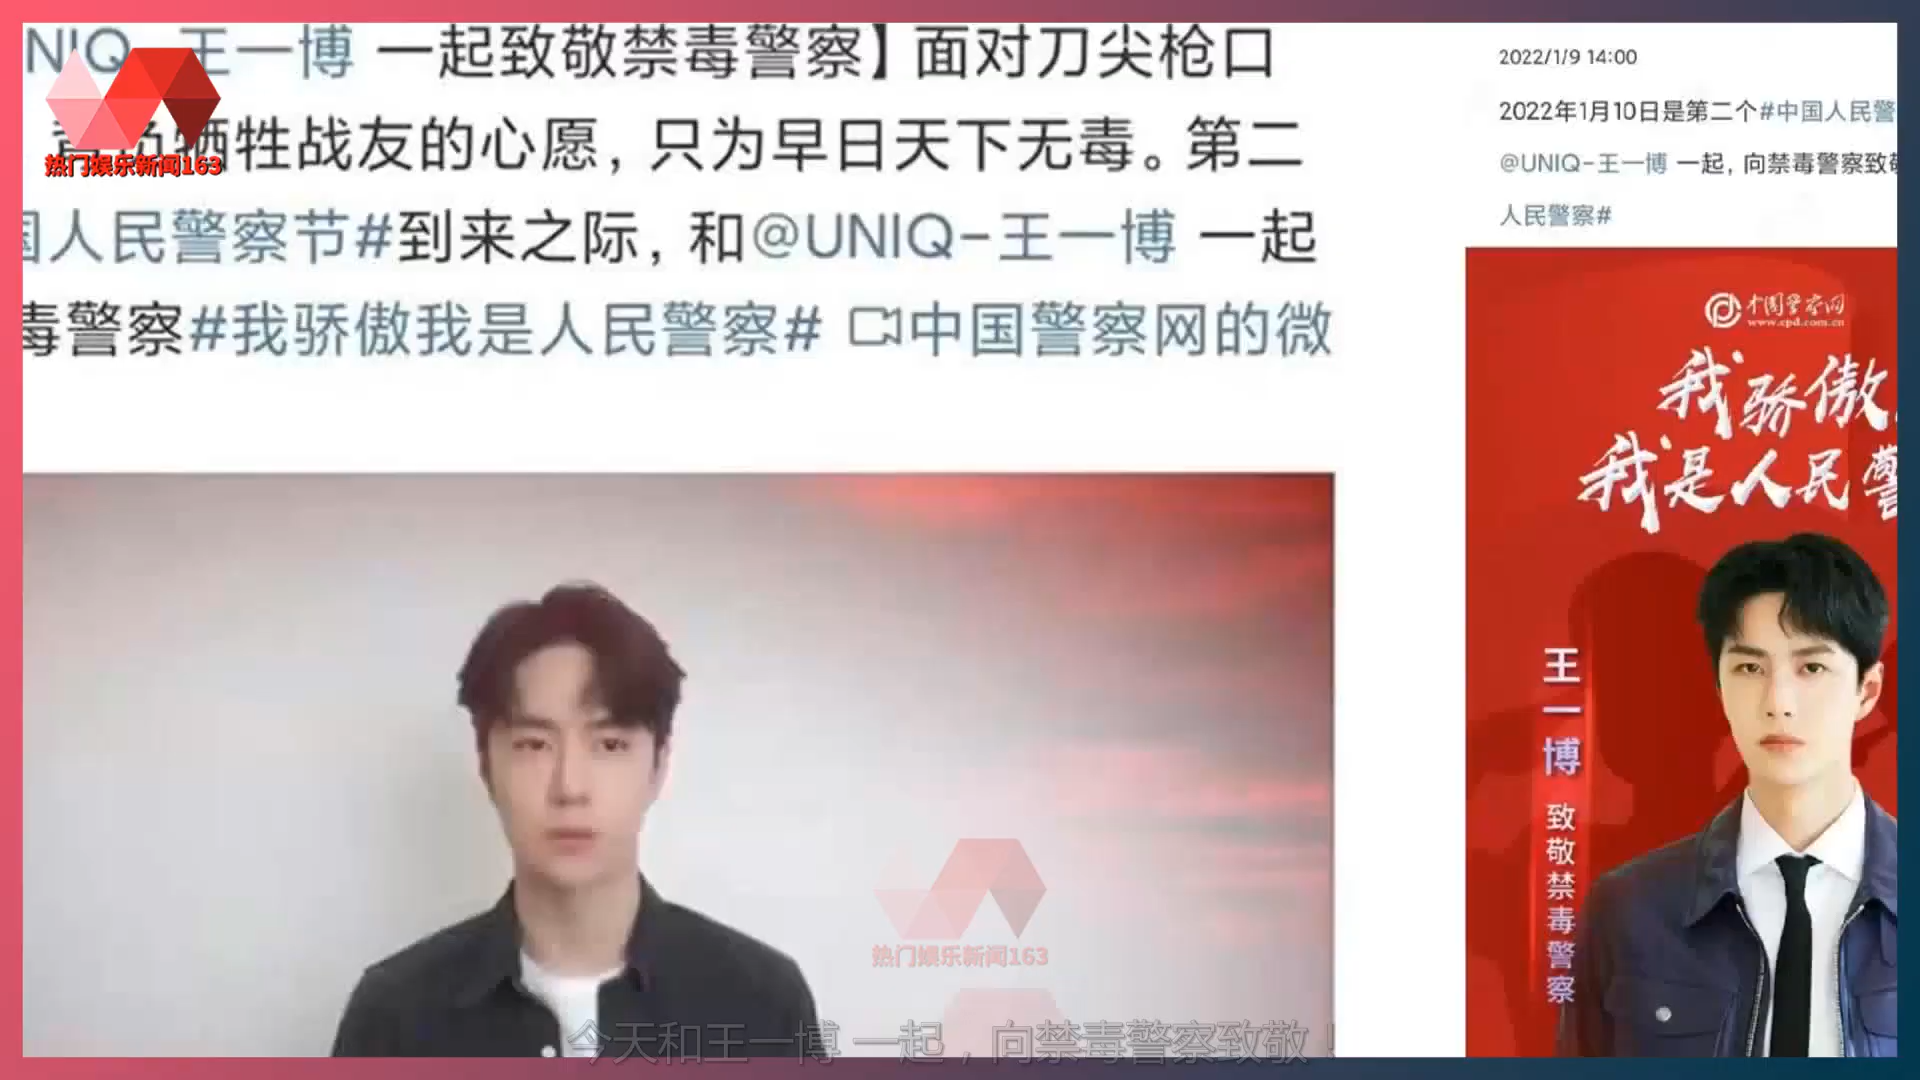 NIQ-王一博 一起致敬禁毒警察】面对刀尖枪口
牺牲战友的心愿，只为早日天下无毒。第二
国人民警察节#到来之际，和@UNIQ-王一博 一起
毒警察#我骄傲我是人民警察# 中国警察网的微
热门娱乐新闻163
2022/1/9 14:00
2022年1月10日是第二个#中国人民警
@UNIQ-王一博 一起，向禁毒警察致敬
人民警察#
中国警察网
www.cpd.com.cn
我骄傲
我是人民警
王一博
致敬禁毒警察
热门娱乐新闻163
今天和王一博 一起，向禁毒警察致敬！